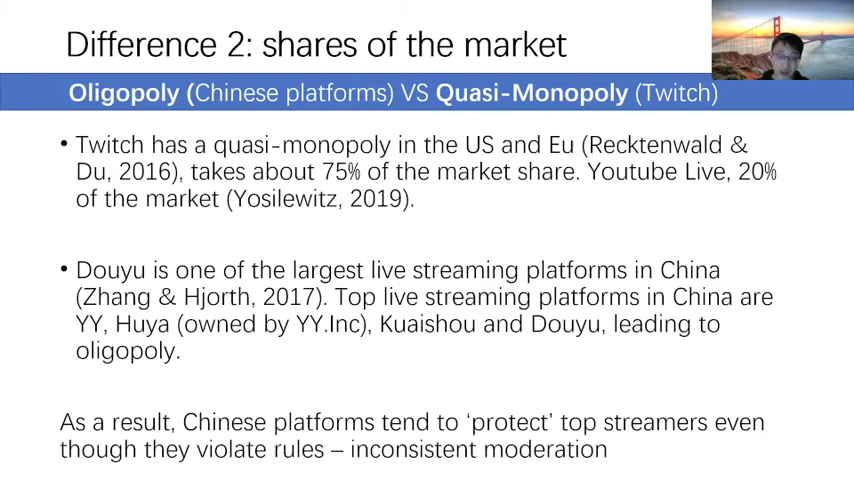 Difference 2: shares of the market
Oligopoly (Chinese platforms) VS Quasi-Monopoly (Twitch)
• Twitch has a quasi-monopoly in the US and Eu (Recktenwald &
Du, 2016), takes about 75% of the market share. Youtube Live, 20%
of the market (Yosilewitz, 2019).
• Douyu is one of the largest live streaming platforms in China
(Zhang & Hjorth, 2017). Top live streaming platforms in China are
YY, Huya (owned by YY.Inc), Kuaishou and Douyu, leading to
oligopoly.
As a result, Chinese platforms tend to ‘protect’ top streamers even
though they violate rules – inconsistent moderation